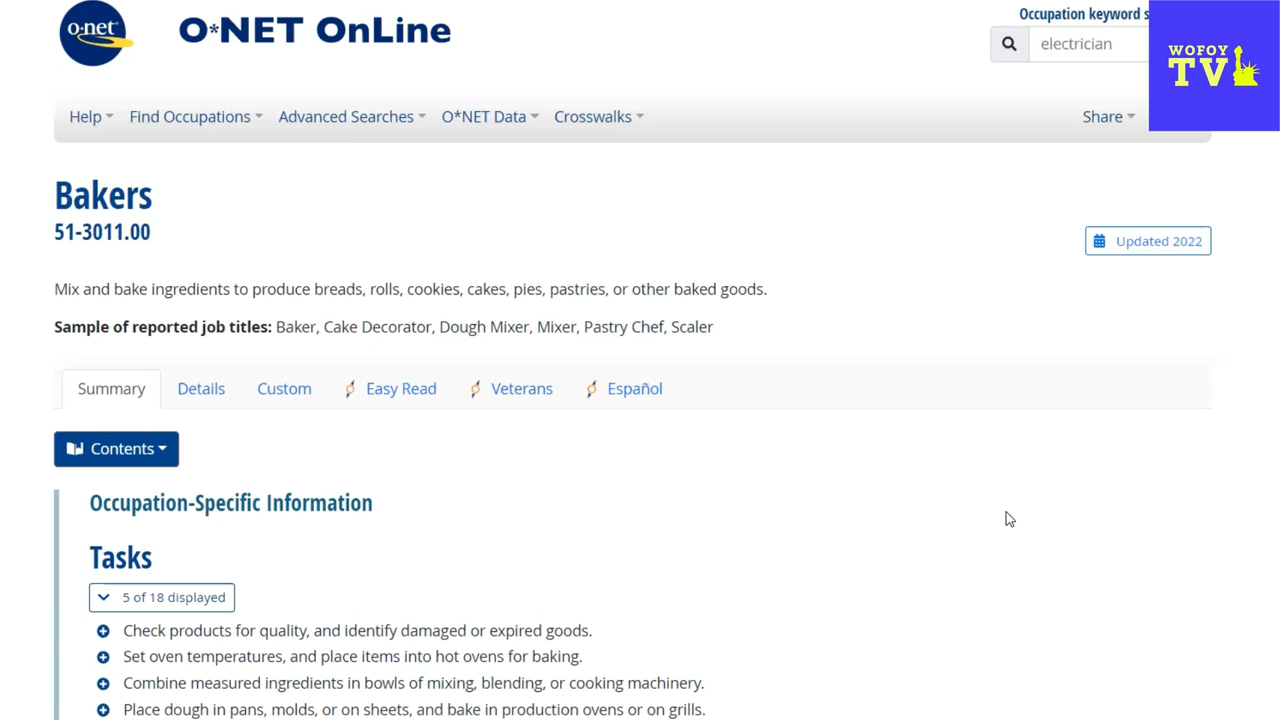 o·net
O*NET OnLine
Occupation keyword s
electrician
WOFOY
TV
Help
Find Occupations
Advanced Searches
O*NET Data
Crosswalks
Share
Bakers
51-3011.00
Updated 2022
Mix and bake ingredients to produce breads, rolls, cookies, cakes, pies, pastries, or other baked goods.
Sample of reported job titles: Baker, Cake Decorator, Dough Mixer, Mixer, Pastry Chef, Scaler
Summary
Details
Custom
Easy Read
Veterans
Español
Contents
Occupation-Specific Information
Tasks
5 of 18 displayed
Check products for quality, and identify damaged or expired goods.
Set oven temperatures, and place items into hot ovens for baking.
Combine measured ingredients in bowls of mixing, blending, or cooking machinery.
Place dough in pans, molds, or on sheets, and bake in production ovens or on grills.